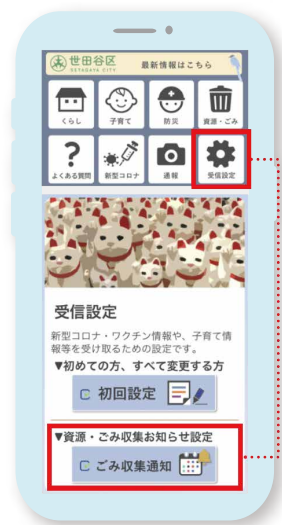 世田谷区
SETAGAYA CITY
最新情報はこちら
くらし
子育て
防災
資源・ごみ
よくある質問
新型コロナ
通報
受信設定
受信設定
新型コロナ・ワクチン情報や、子育て情
報等を受け取るための設定です。
▼初めての方、すべて変更する方
初回設定
▼資源・ごみ収集お知らせ設定
ごみ収集通知